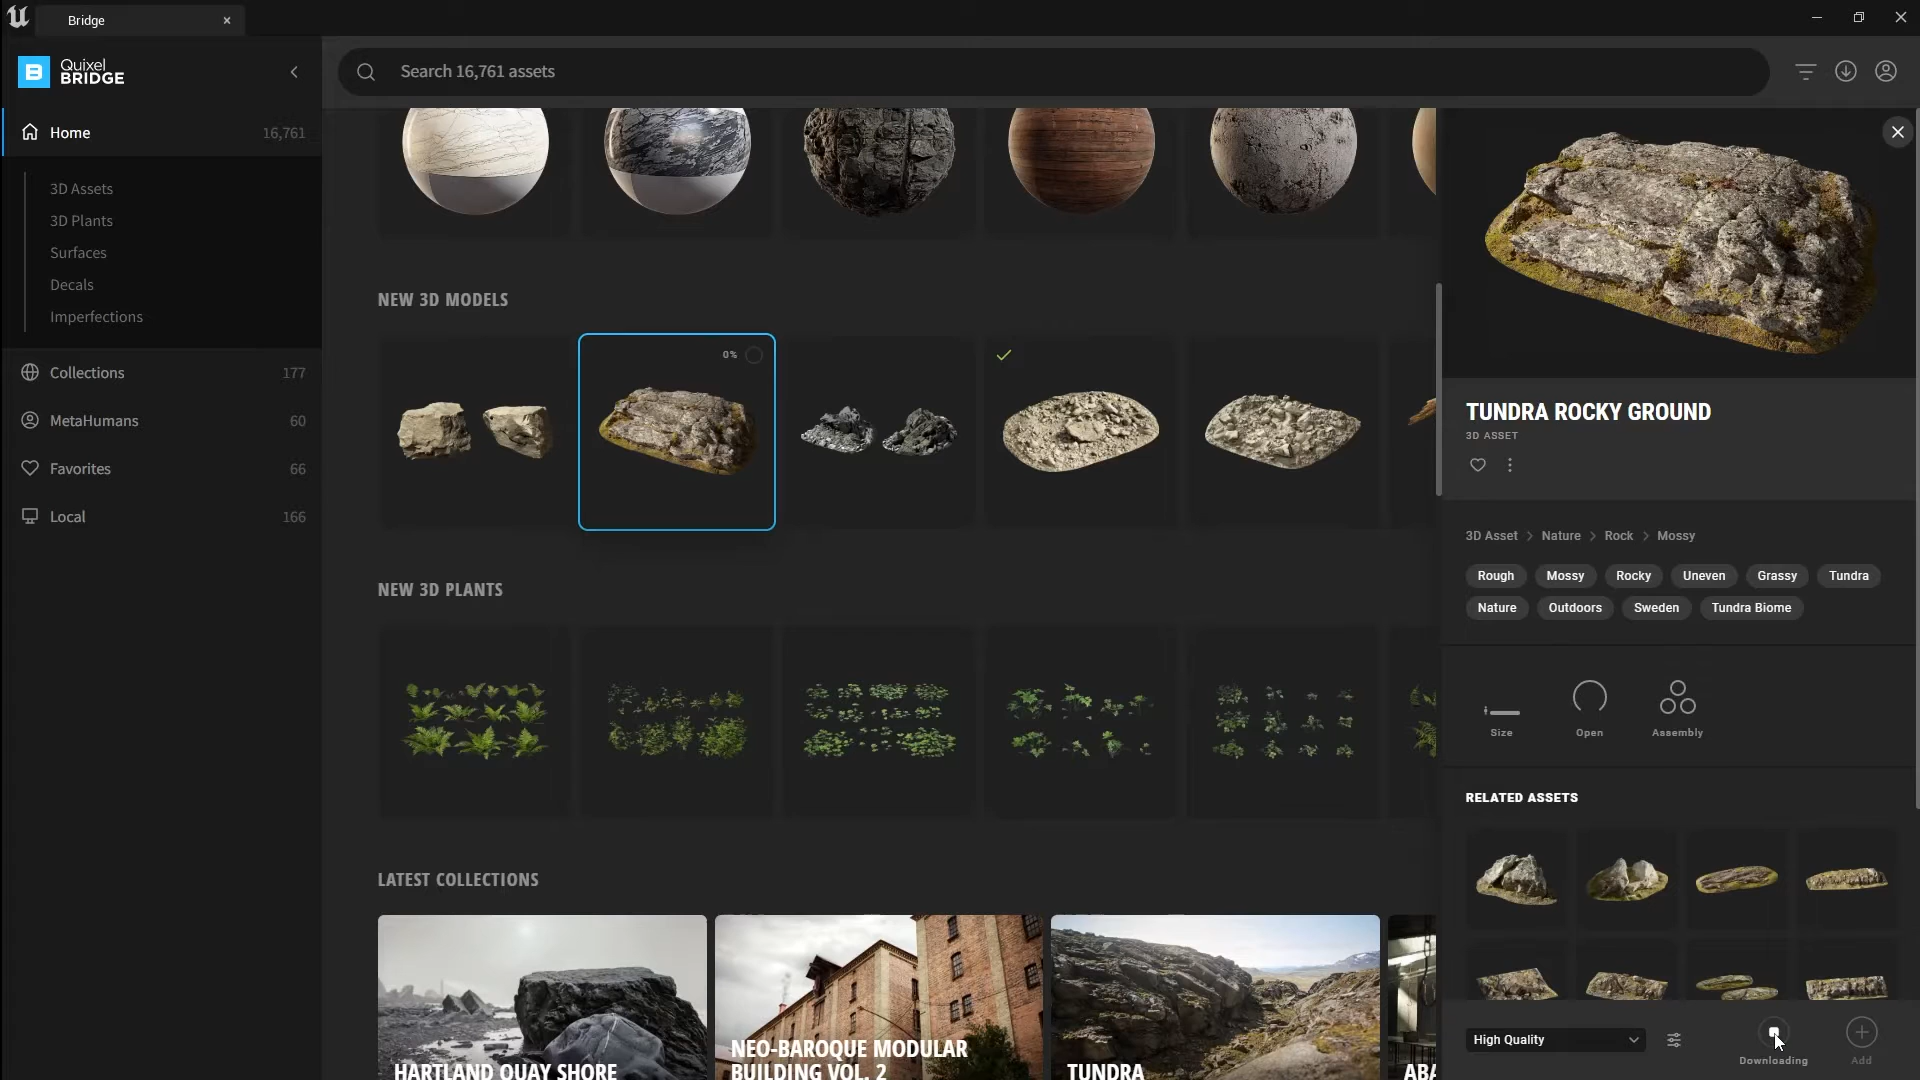 Bridge
Quixel
BRIDGE
Search 16,761 assets
Home 16,761
3D Assets
3D Plants
Surfaces
Decals
Imperfections
Collections 177
MetaHumans 60
Favorites 66
Local 166
NEW 3D MODELS
0%
NEW 3D PLANTS
LATEST COLLECTIONS
HARTLAND QUAY SHORE
NEO-BAROQUE MODULAR
BUILDING VOL. 2
TUNDRA
ABA
TUNDRA ROCKY GROUND
3D ASSET
3D Asset > Nature > Rock > Mossy
Rough Mossy Rocky Uneven Grassy Tundra
Nature Outdoors Sweden Tundra Biome
Size Open Assembly
RELATED ASSETS
High Quality
Downloading Add